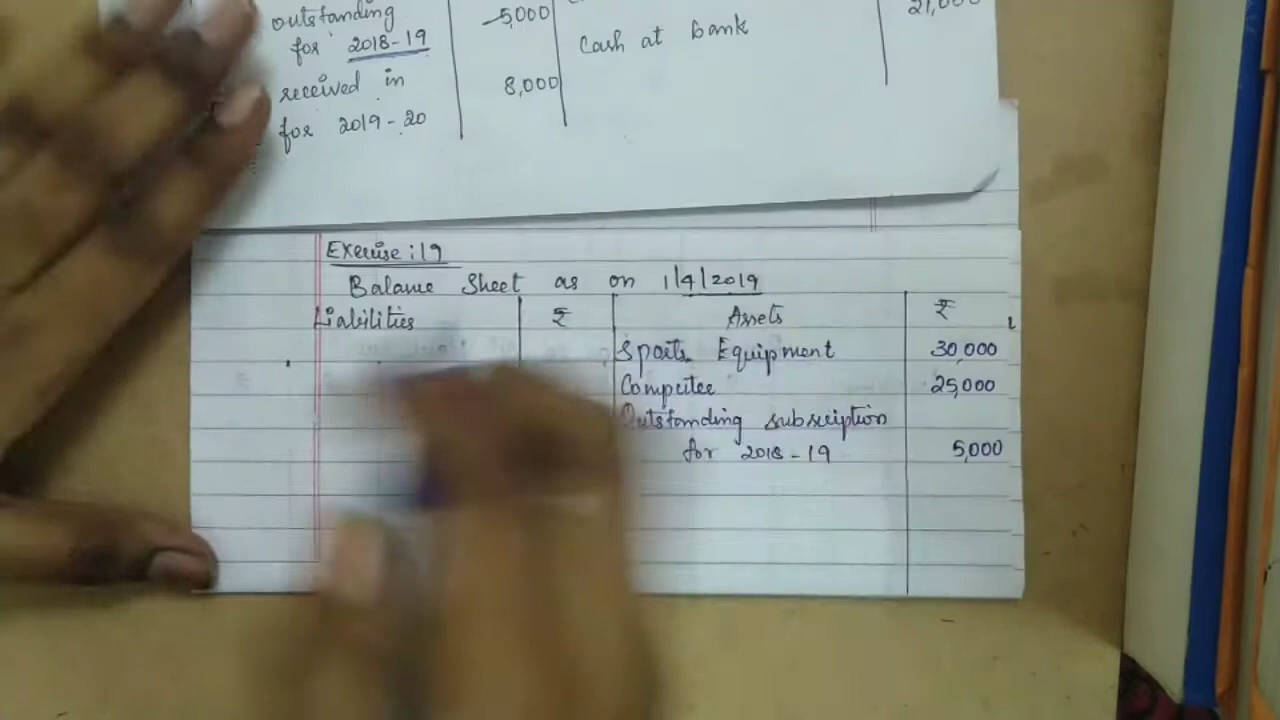 outstanding 5,000
for 2018-19
received in 8,000
for 2019-20
Cash at bank
Exercise:19
Balance Sheet as on 1/4/2019
Liabilities ₹ Assets ₹
Sports Equipment 30,000
Computer 25,000
Outstanding subscription
for 2018-19 5,000